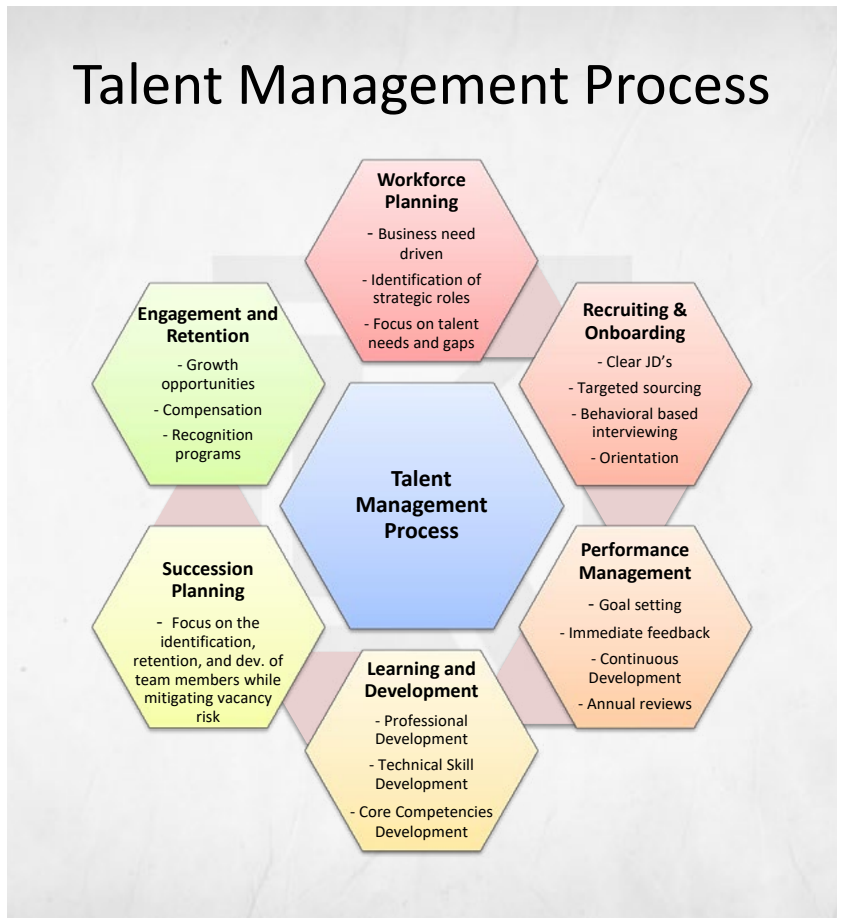 Talent Management Process
Workforce
Planning
- Business need
driven
- Identification of
strategic roles
- Focus on talent
needs and gaps
Recruiting &
Onboarding
- Clear JD’s
- Targeted sourcing
- Behavioral based
interviewing
- Orientation
Performance
Management
- Goal setting
- Immediate feedback
- Continuous
Development
- Annual reviews
Learning and
Development
- Professional
Development
- Technical Skill
Development
- Core Competencies
Development
Succession
Planning
- Focus on the
identification,
retention, and dev. of
team members while
mitigating vacancy
risk
Engagement and
Retention
- Growth
opportunities
- Compensation
- Recognition
programs
Talent
Management
Process